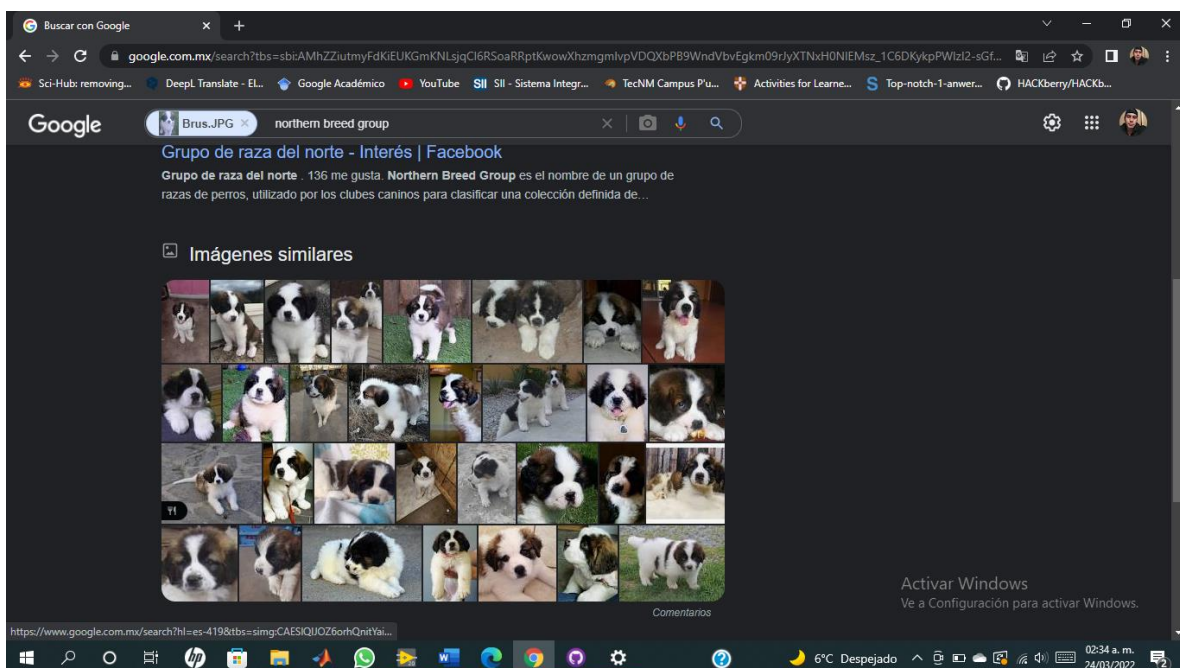 Buscar con Google
google.com.mx/search?tbs=sbi:AMhZZiutmyFdKiEUKGmKNLsjqCl6RSoaRRptKwowXhzmgmIvpVDQXbPB9WndVbvEgkm09rJyXTNxH0NIEMsz_1C6DKykpPWIzI2-sGf...
Sci-Hub: removing...
DeepL Translate - EL...
Google Académico
YouTube
SII SII - Sistema Integr...
TecNM Campus P'u...
Activities for Learne...
Top-notch-1-anwer...
HACKberry/HACKb...
Google
Brus.JPG
northern breed group
Grupo de raza del norte - Interés | Facebook
Grupo de raza del norte . 136 me gusta. Northern Breed Group es el nombre de un grupo de
razas de perros, utilizado por los clubes caninos para clasificar una colección definida de...
Imágenes similares
Comentarios
Activar Windows
Ve a Configuración para activar Windows.
https://www.google.com.mx/search?hl=es-419&tbs=simg:CAESIQIJOZ6orhQnitYai...
6°C Despejado
02:34 a. m.
24/03/2022